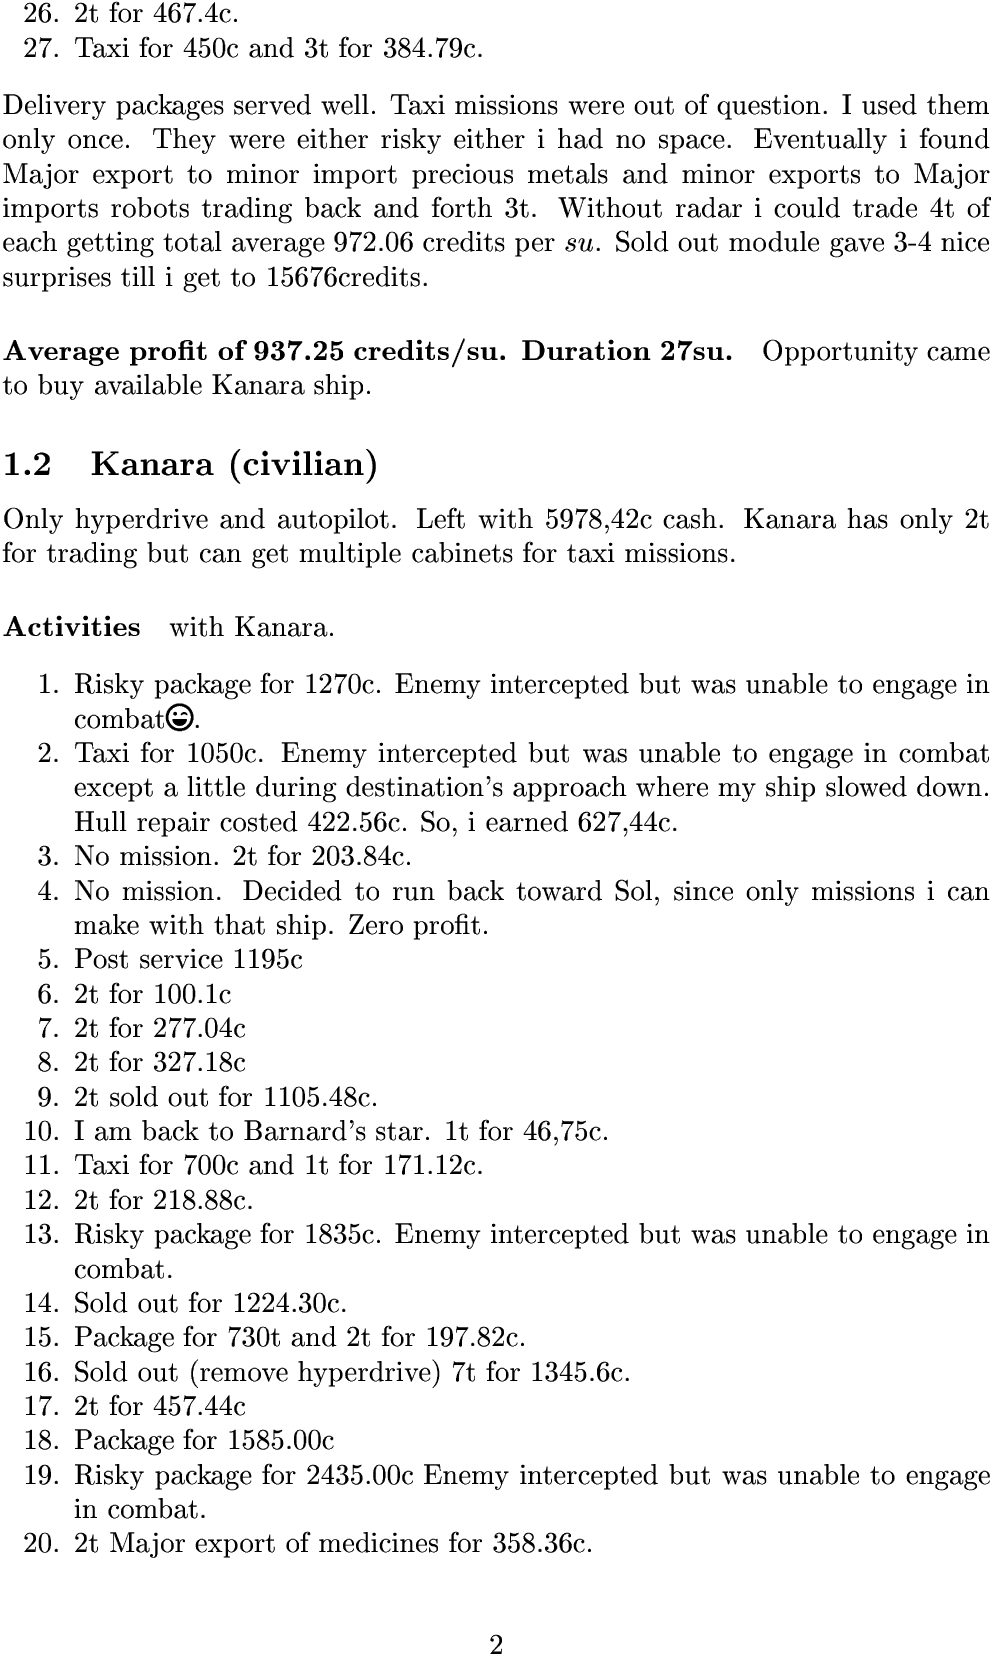 26. 2t for 467.4c.
27. Taxi for 450c and 3t for 384.79c.
Delivery packages served well. Taxi missions were out of question. I used them
only once. They were either risky either i had no space. Eventually i found
Major export to minor import precious metals and minor exports to Major
imports robots trading back and forth 3t. Without radar i could trade 4t of
each getting total average 972.06 credits per su. Sold out module gave 3-4 nice
surprises till i get to 15676credits.
Average profit of 937.25 credits/su. Duration 27su. Opportunity came
to buy available Kanara ship.
1.2 Kanara (civilian)
Only hyperdrive and autopilot. Left with 5978,42c cash. Kanara has only 2t
for trading but can get multiple cabinets for taxi missions.
Activities with Kanara.
1. Risky package for 1270c. Enemy intercepted but was unable to engage in
combat😄.
2. Taxi for 1050c. Enemy intercepted but was unable to engage in combat
except a little during destination's approach where my ship slowed down.
Hull repair costed 422.56c. So, i earned 627,44c.
3. No mission. 2t for 203.84c.
4. No mission. Decided to run back toward Sol, since only missions i can
make with that ship. Zero profit.
5. Post service 1195c
6. 2t for 100.1c
7. 2t for 277.04c
8. 2t for 327.18c
9. 2t sold out for 1105.48c.
10. I am back to Barnard's star. 1t for 46,75c.
11. Taxi for 700c and 1t for 171.12c.
12. 2t for 218.88c.
13. Risky package for 1835c. Enemy intercepted but was unable to engage in
combat.
14. Sold out for 1224.30c.
15. Package for 730t and 2t for 197.82c.
16. Sold out (remove hyperdrive) 7t for 1345.6c.
17. 2t for 457.44c
18. Package for 1585.00c
19. Risky package for 2435.00c Enemy intercepted but was unable to engage
in combat.
20. 2t Major export of medicines for 358.36c.
2